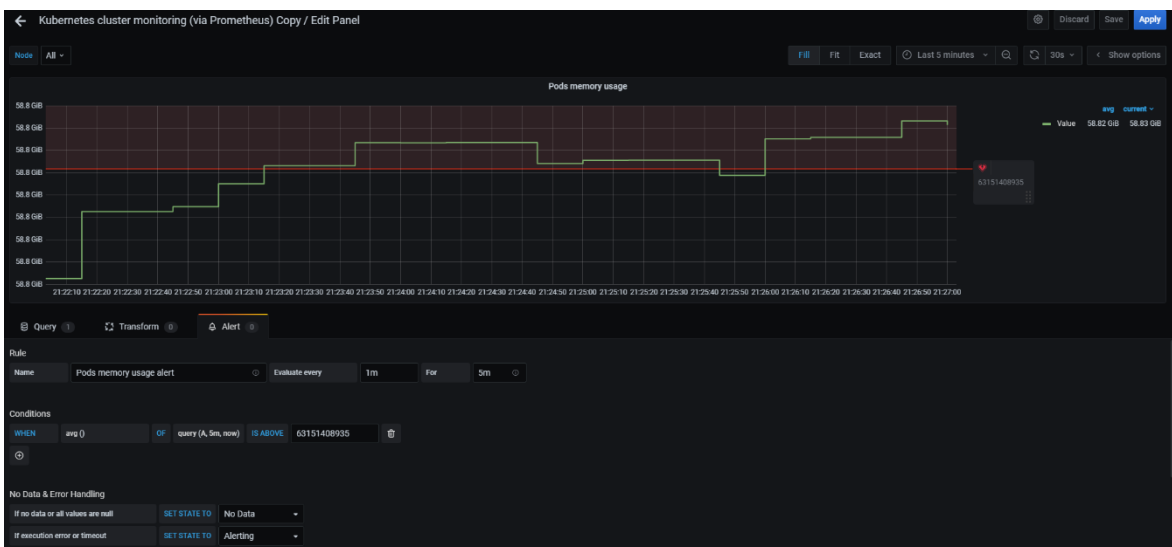 Kubernetes cluster monitoring (via Prometheus) Copy / Edit Panel
Discard Save Apply
Node All
Fill Fit Exact Last 5 minutes 30s Show options
Pods memory usage
58.8 GiB
58.8 GiB
58.8 GiB
58.8 GiB
58.8 GiB
58.8 GiB
58.8 GiB
58.8 GiB
58.8 GiB
avg current
Value 58.82 GiB 58.83 GiB
63151408935
21:22:10 21:22:20 21:22:30 21:22:40 21:22:50 21:23:00 21:23:10 21:23:20 21:23:30 21:23:40 21:23:50 21:24:00 21:24:10 21:24:20 21:24:30 21:24:40 21:24:50 21:25:00 21:25:10 21:25:20 21:25:30 21:25:40 21:25:50 21:26:00 21:26:10 21:26:20 21:26:30 21:26:40 21:26:50 21:27:00
Query 1 Transform 0 Alert 0
Rule
Name Pods memory usage alert Evaluate every 1m For 5m
Conditions
WHEN avg () OF query (A, 5m, now) IS ABOVE 63151408935
No Data & Error Handling
If no data or all values are null SET STATE TO No Data
If execution error or timeout SET STATE TO Alerting